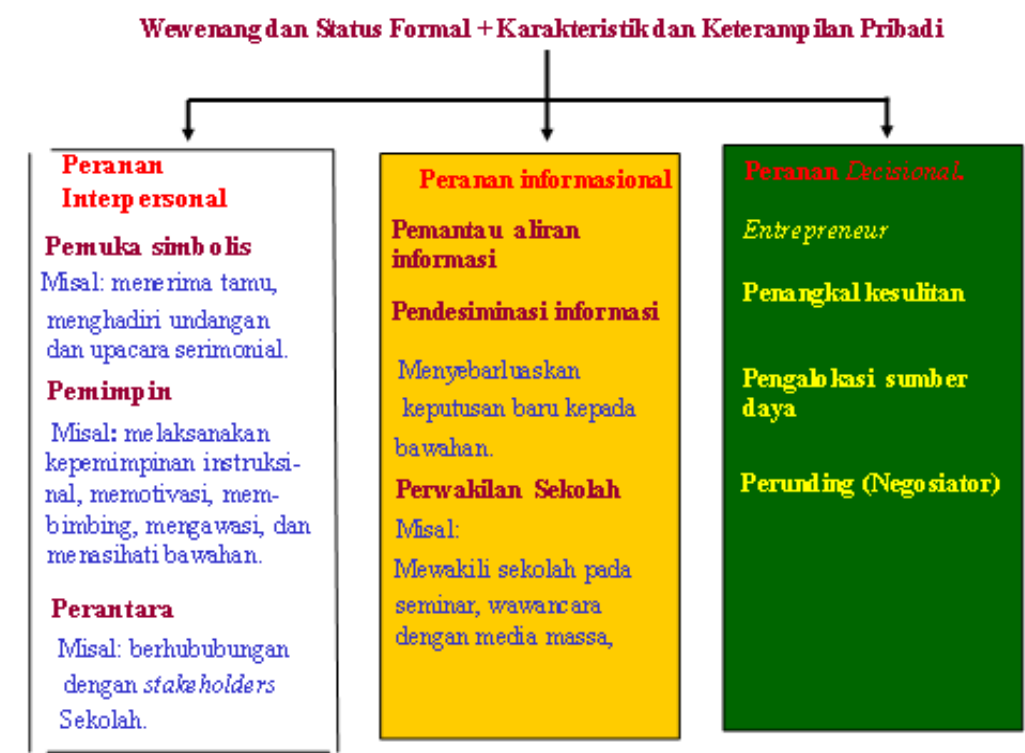 Wewenang dan Status Formal + Karakteristik dan Keterampilan Pribadi
Peranan
Interpersonal
Pemuka simbolis
Misal: menerima tamu,
menghadiri undangan
dan upacara serimonial.
Pemimpin
Misal: melaksanakan
kepemimpinan instruksi-
nal, memotivasi, mem-
bimbing, mengawasi, dan
menasihati bawahan.
Perantara
Misal: berhububungan
dengan stakeholders
Sekolah.
Peranan informasional
Pemantau aliran
informasi
Pendesiminasi informasi
Menyebarluaskan
keputusan baru kepada
bawahan.
Perwakilan Sekolah
Misal:
Mewakili sekolah pada
seminar, wawancara
dengan media massa,
Peranan Decisional.
Entrepreneur
Penangkal kesulitan
Pengalokasi sumber
daya
Perunding (Negosiator)